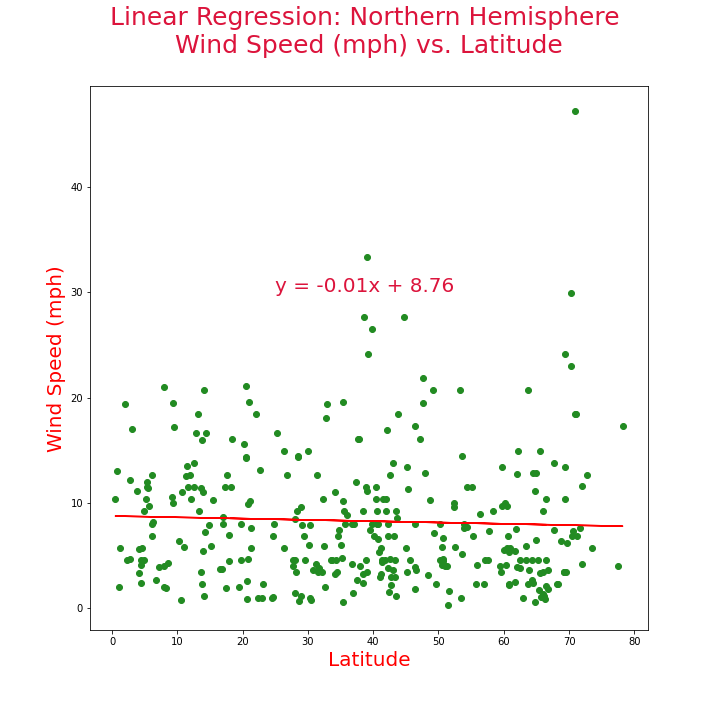 Linear Regression: Northern Hemisphere
Wind Speed (mph) vs. Latitude
40
30
20
10
0
Wind Speed (mph)
y = -0.01x + 8.76
0 10 20 30 40 50 60 70 80
Latitude